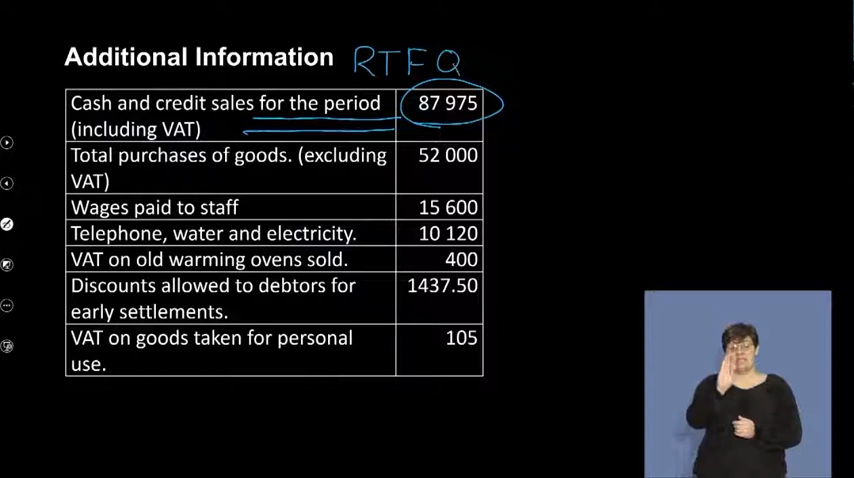 Additional Information RTFQ
Cash and credit sales for the period 87 975
(including VAT)
Total purchases of goods. (excluding 52 000
VAT)
Wages paid to staff 15 600
Telephone, water and electricity. 10 120
VAT on old warming ovens sold. 400
Discounts allowed to debtors for 1437.50
early settlements.
VAT on goods taken for personal 105
use.